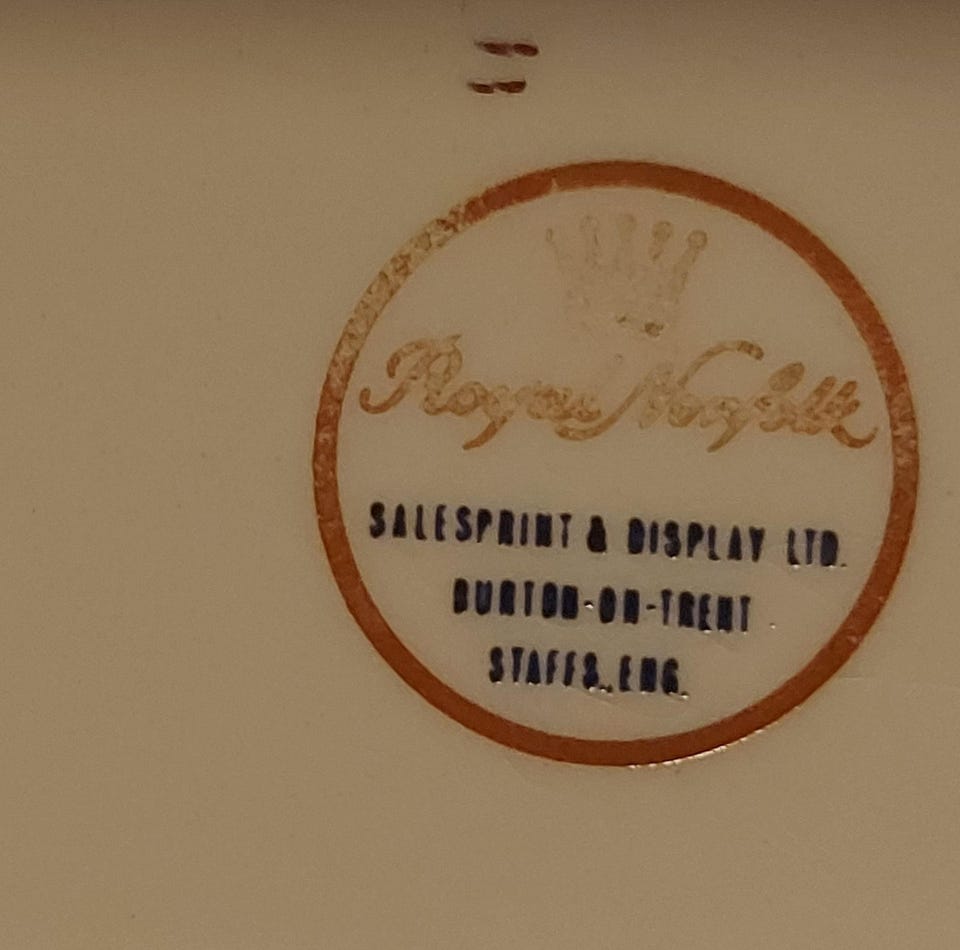 Royal Norfolk
SALESPRINT & DISPLAY LTD.
BURTON-ON-TRENT
STAFFS., ENG.